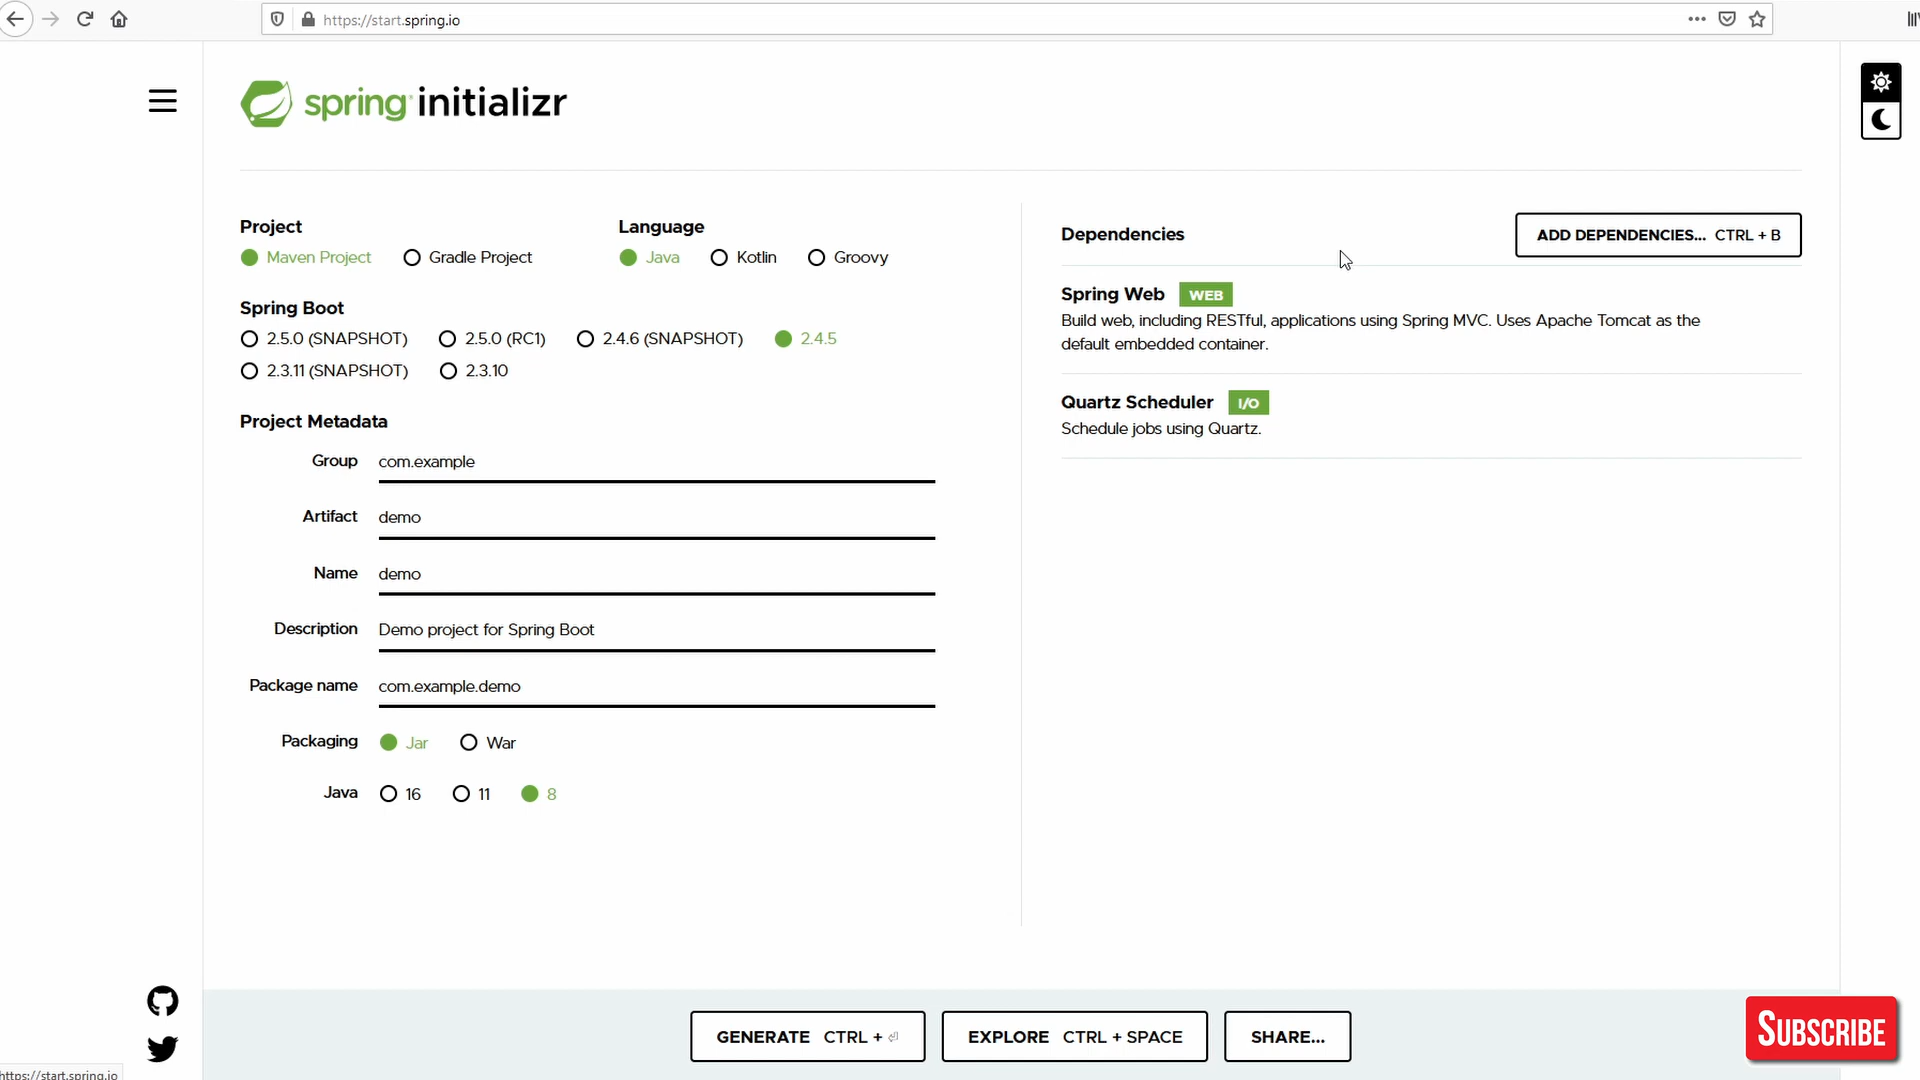 https://start.spring.io
spring initializr
Project
Maven Project Gradle Project
Language
Java Kotlin Groovy
Spring Boot
2.5.0 (SNAPSHOT) 2.5.0 (RC1) 2.4.6 (SNAPSHOT) 2.4.5
2.3.11 (SNAPSHOT) 2.3.10
Project Metadata
Group com.example
Artifact demo
Name demo
Description Demo project for Spring Boot
Package name com.example.demo
Packaging Jar War
Java 16 11 8
Dependencies
ADD DEPENDENCIES... CTRL + B
Spring Web WEB
Build web, including RESTful, applications using Spring MVC. Uses Apache Tomcat as the
default embedded container.
Quartz Scheduler I/O
Schedule jobs using Quartz.
GENERATE CTRL + ⏎
EXPLORE CTRL + SPACE
SHARE...
SUBSCRIBE
https://start.spring.io